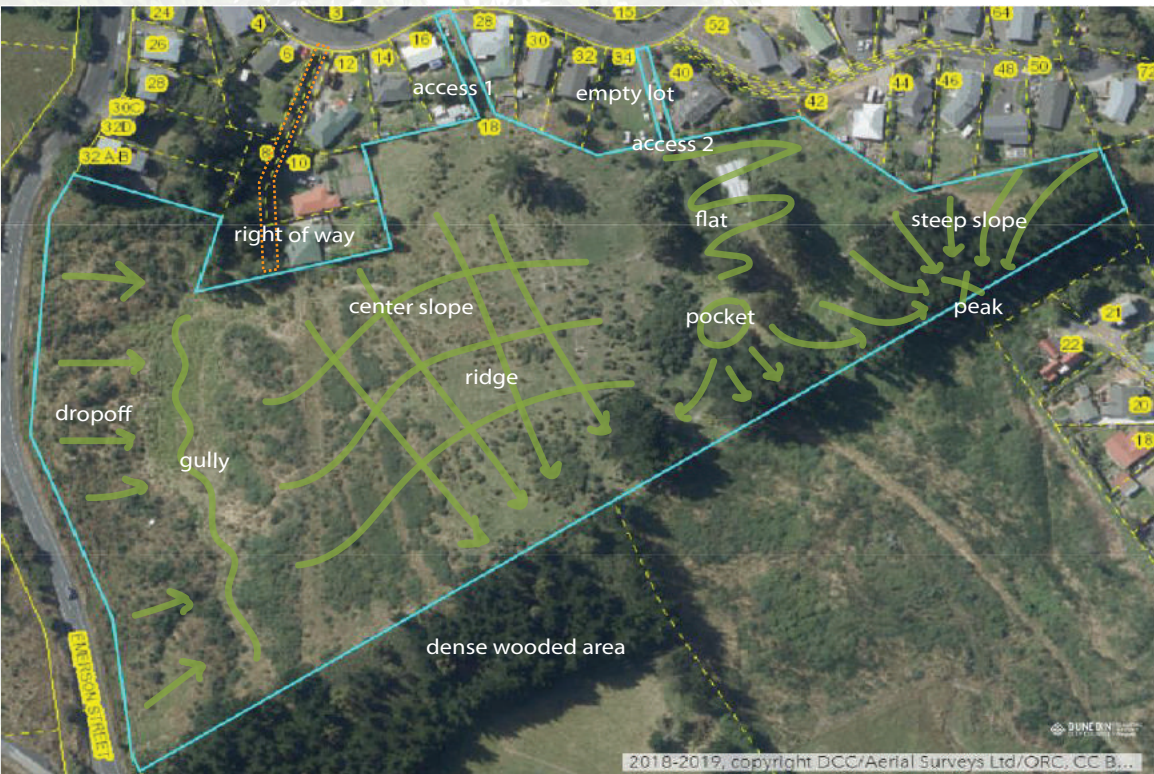 24
4
3
28
15
52
64
26
6
12
14
16
30
32
34
40
44
46
48
50
72
28
access 1
empty lot
42
30C
18
32D
access 2
32 A-B
8
10
flat
steep slope
right of way
center slope
pocket
peak
21
22
ridge
dropoff
20
18
gully
EMERSON STREET
dense wooded area
DUNEDIN
2018-2019, copyright DCC/Aerial Surveys Ltd/ORC, CC B...